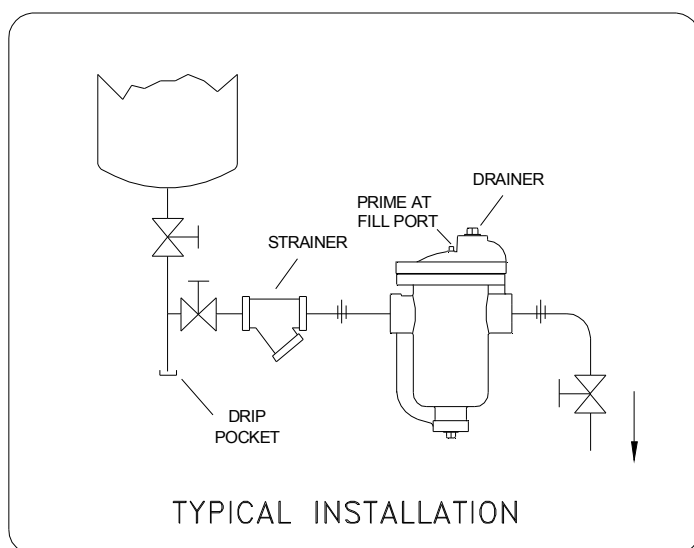 DRAINER
PRIME AT
FILL PORT
STRAINER
DRIP
POCKET
TYPICAL INSTALLATION